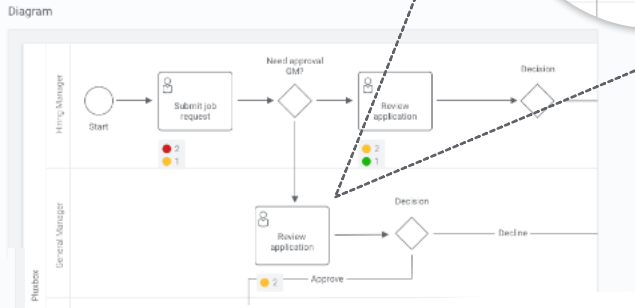 Diagram
Need approval
GM?
Decision
Hiring Manager
Start
Submit job
request
Review
application
2
1
2
1
General Manager
Decision
Review
application
Decline
2
Approve
Pluxbox